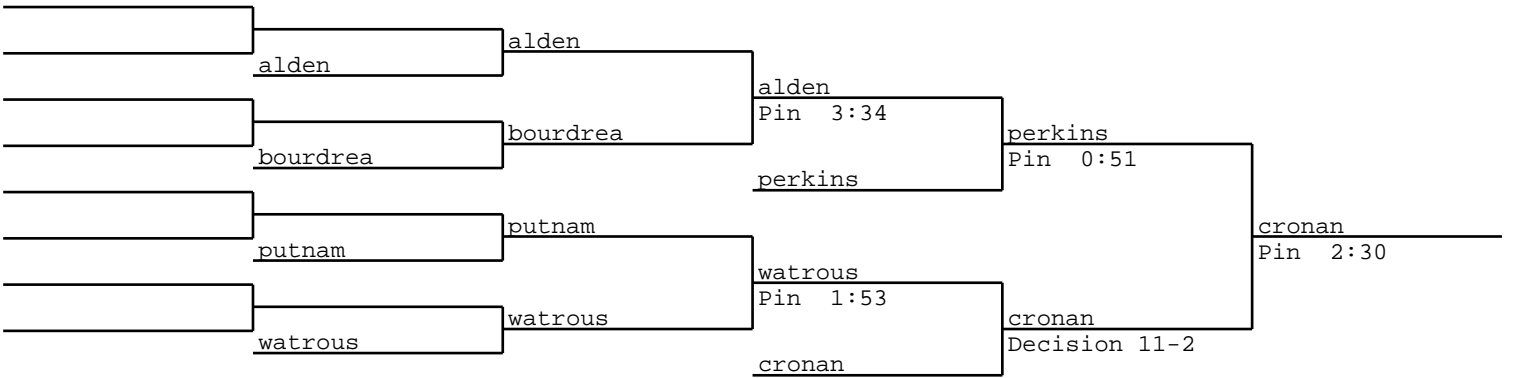 alden
alden
alden
Pin 3:34
bourdrea
perkins
bourdrea
Pin 0:51
perkins
putnam
cronan
putnam
Pin 2:30
watrous
Pin 1:53
watrous
cronan
watrous
Decision 11-2
cronan